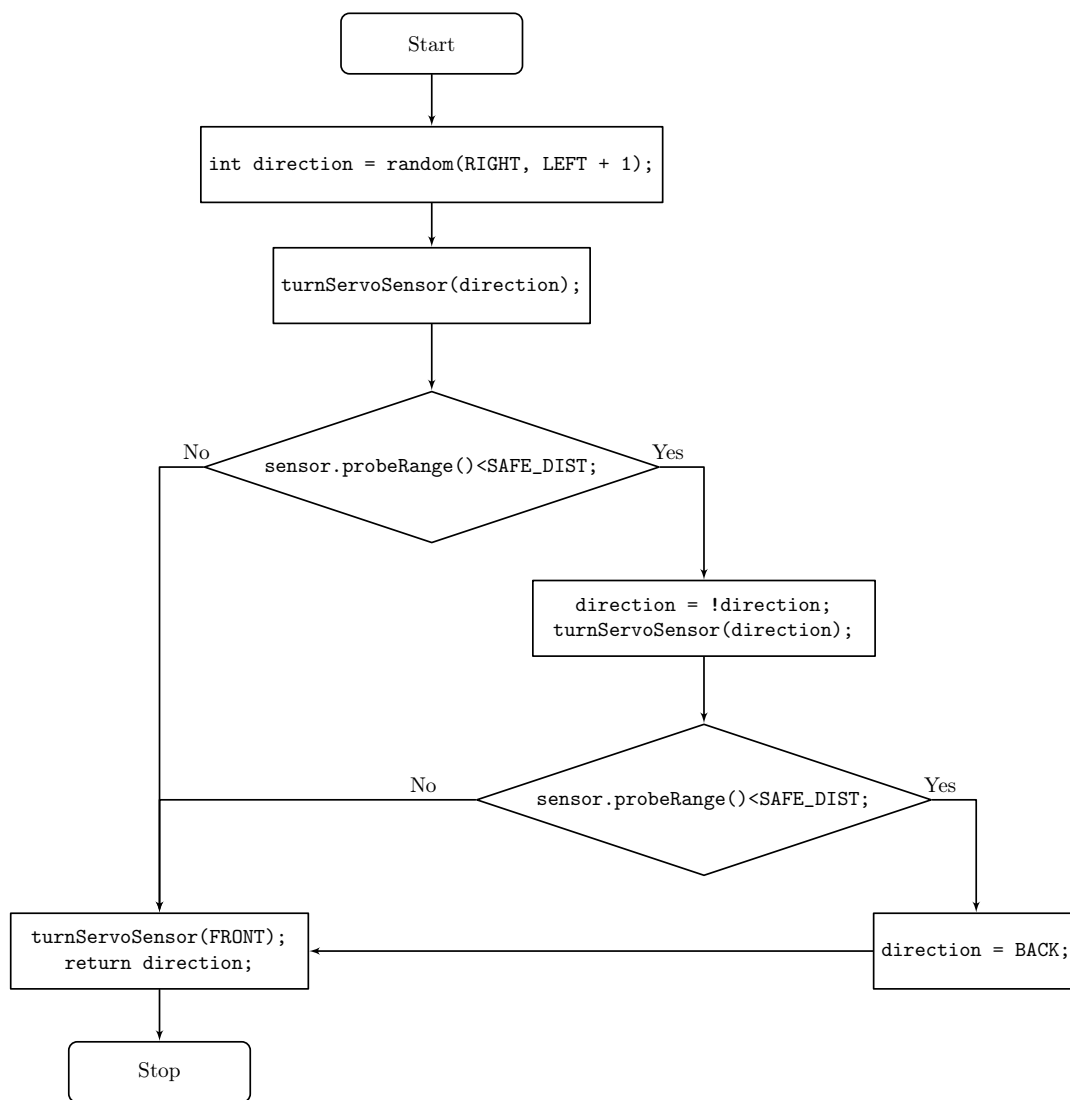 Start
int direction = random(RIGHT, LEFT + 1);
turnServoSensor(direction);
No
Yes
sensor.probeRange()<SAFE_DIST;
direction = !direction;
turnServoSensor(direction);
No
Yes
sensor.probeRange()<SAFE_DIST;
turnServoSensor(FRONT);
return direction;
direction = BACK;
Stop